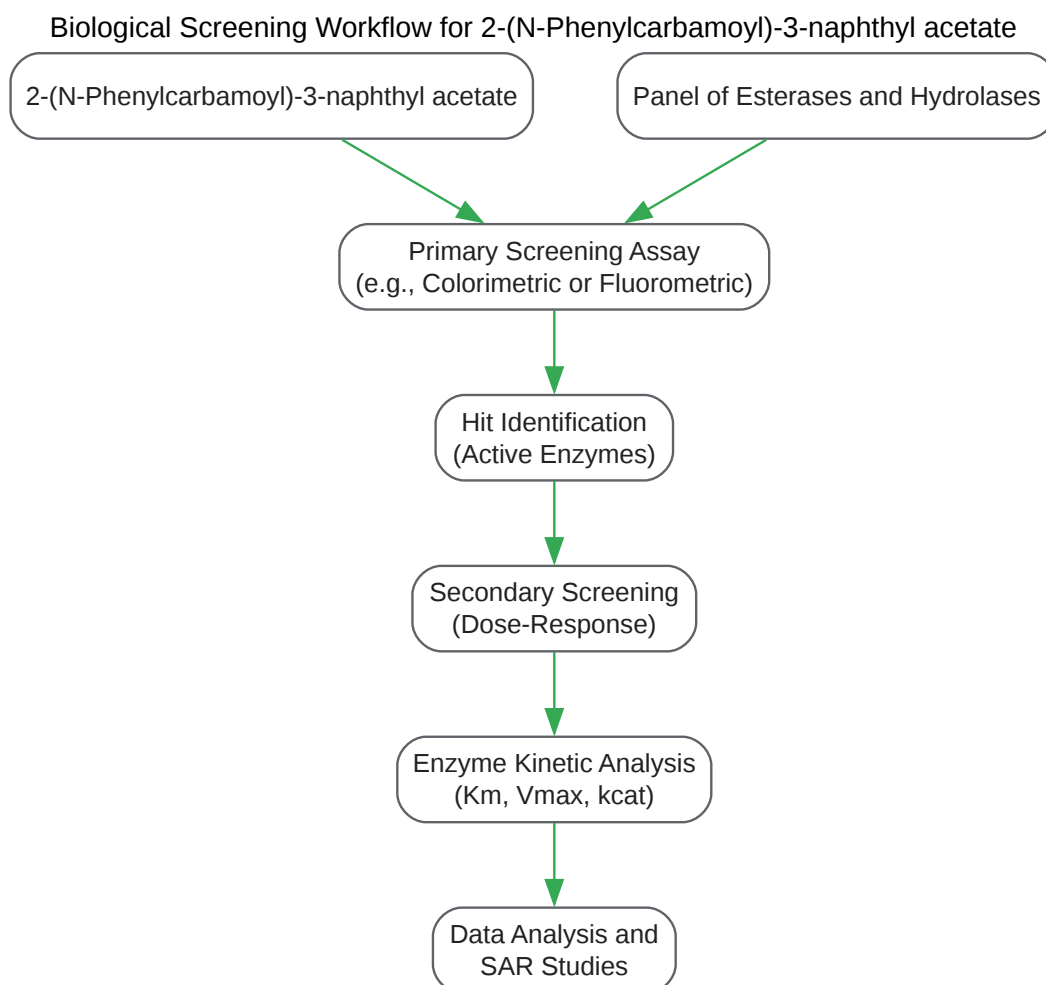 Biological Screening Workflow for 2-(N-Phenylcarbamoyl)-3-naphthyl acetate
2-(N-Phenylcarbamoyl)-3-naphthyl acetate
Panel of Esterases and Hydrolases
Primary Screening Assay
(e.g., Colorimetric or Fluorometric)
Hit Identification
(Active Enzymes)
Secondary Screening
(Dose-Response)
Enzyme Kinetic Analysis
(Km, Vmax, kcat)
Data Analysis and
SAR Studies